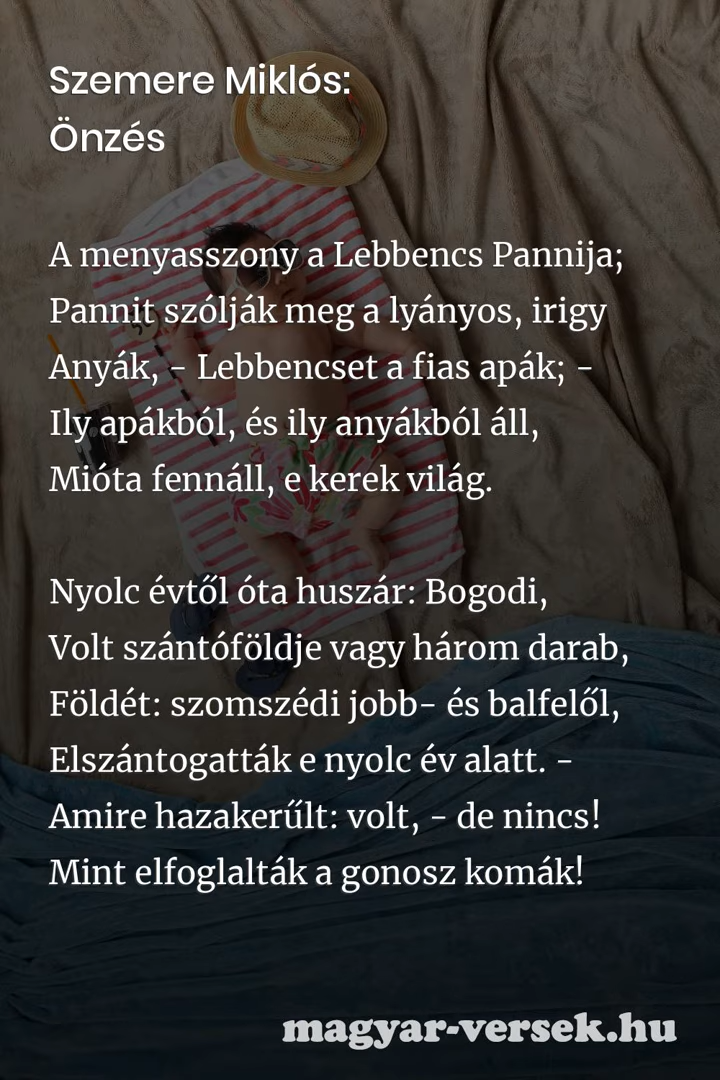 Szemere Miklós:
Önzés
A menyasszony a Lebbencs Pannija;
Pannit szólják meg a lyányos, irigy
Anyák, - Lebbencset a fias apák; -
Ily apákból, és ily anyákból áll,
Mióta fennáll, e kerek világ.
Nyolc évtől óta huszár: Bogodi,
Volt szántóföldje vagy három darab,
Földét: szomszédi jobb- és balfelől,
Elszántogatták e nyolc év alatt. -
Amire hazakerűlt: volt, - de nincs!
Mint elfoglalták a gonosz komák!
magyar-versek.hu